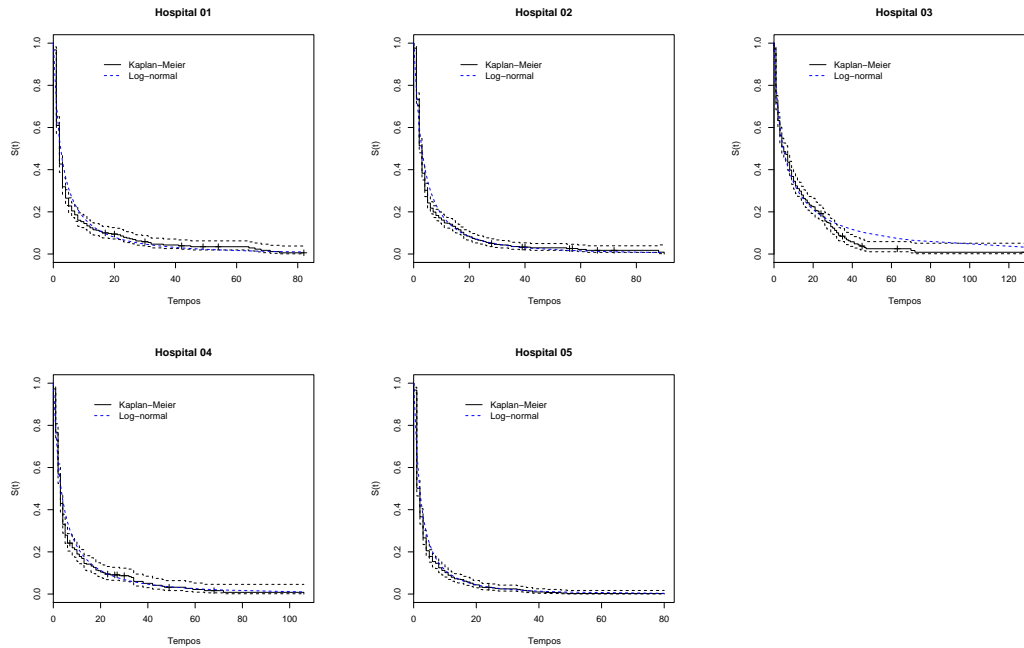 Hospital 01
S(t)
1.0
0.8
0.6
0.4
0.2
0.0
Kaplan−Meier
Log−normal
0 20 40 60 80
Tempos
Hospital 02
S(t)
1.0
0.8
0.6
0.4
0.2
0.0
Kaplan−Meier
Log−normal
0 20 40 60 80
Tempos
Hospital 03
S(t)
1.0
0.8
0.6
0.4
0.2
0.0
Kaplan−Meier
Log−normal
0 20 40 60 80 100 120
Tempos
Hospital 04
S(t)
1.0
0.8
0.6
0.4
0.2
0.0
Kaplan−Meier
Log−normal
0 20 40 60 80 100
Tempos
Hospital 05
S(t)
1.0
0.8
0.6
0.4
0.2
0.0
Kaplan−Meier
Log−normal
0 20 40 60 80
Tempos